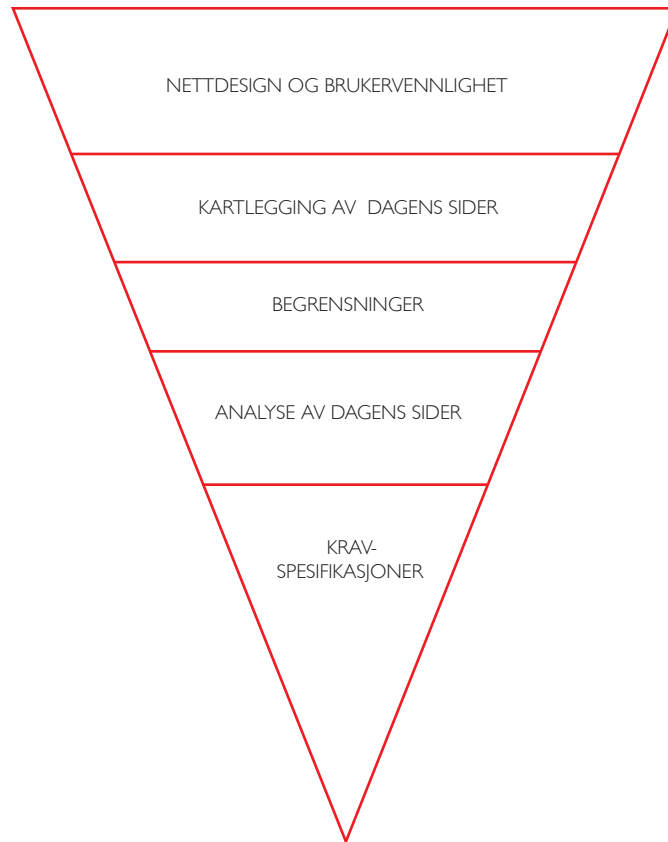 NETTDESIGN OG BRUKERVENNLIGHET
KARTLEGGING AV DAGENS SIDER
BEGRENSNINGER
ANALYSE AV DAGENS SIDER
KRAV-
SPESIFIKASJONER